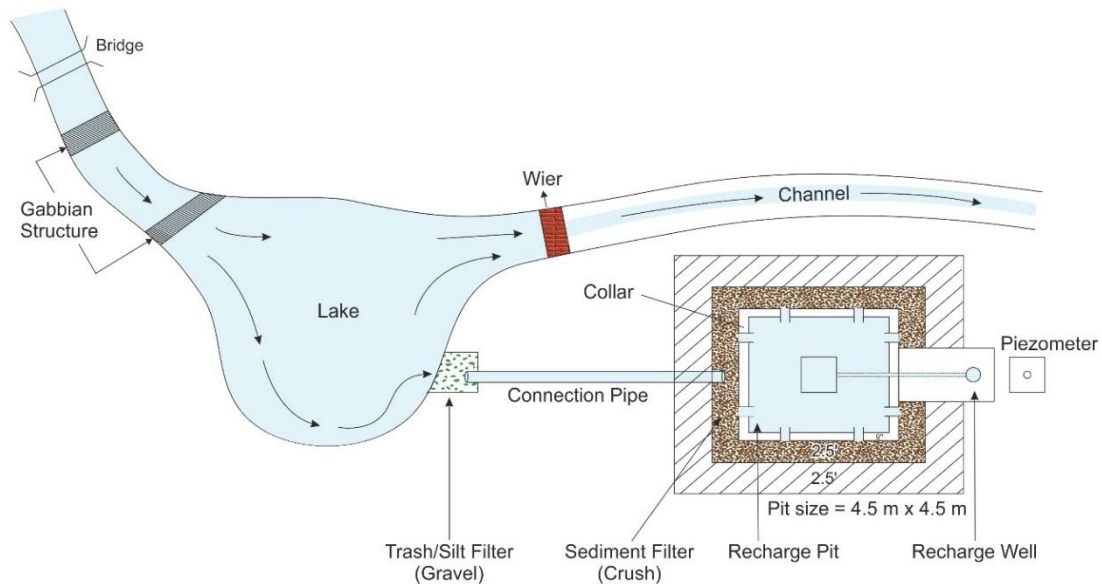 Bridge
Gabbian
Structure
Wier
Channel
Lake
Collar
Piezometer
Connection Pipe
9"
2.5'
2.5'
Pit size = 4.5 m x 4.5 m
Trash/Silt Filter
(Gravel)
Sediment Filter
(Crush)
Recharge Pit
Recharge Well